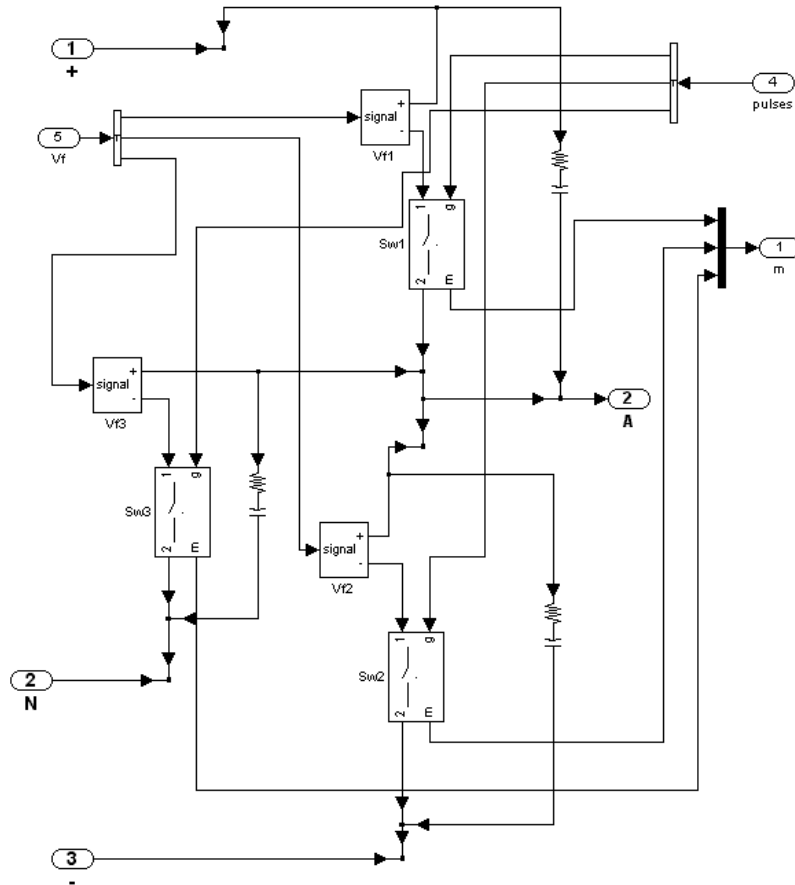 1
+
4
pulses
signal
+
-
Vf1
5
T
Vf
T
1
g
Sw1
2
m
1
m
signal
+
-
Vf3
2
A
1
g
Sw3
2
m
signal
+
-
Vf2
1
g
Sw2
2
m
2
N
3
-